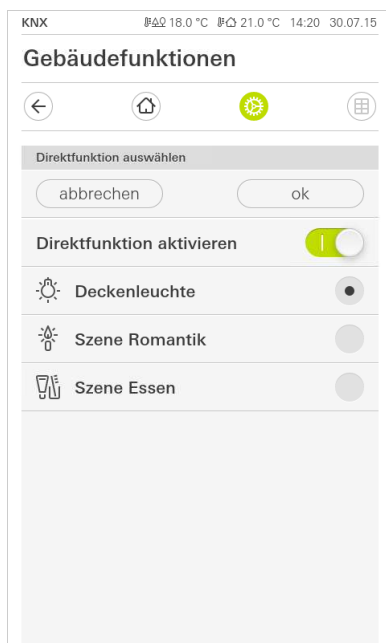 KNX 18.0 °C 21.0 °C 14:20 30.07.15
Gebäudefunktionen
Direktfunktion auswählen
abbrechen ok
Direktfunktion aktivieren
Deckenleuchte
Szene Romantik
Szene Essen